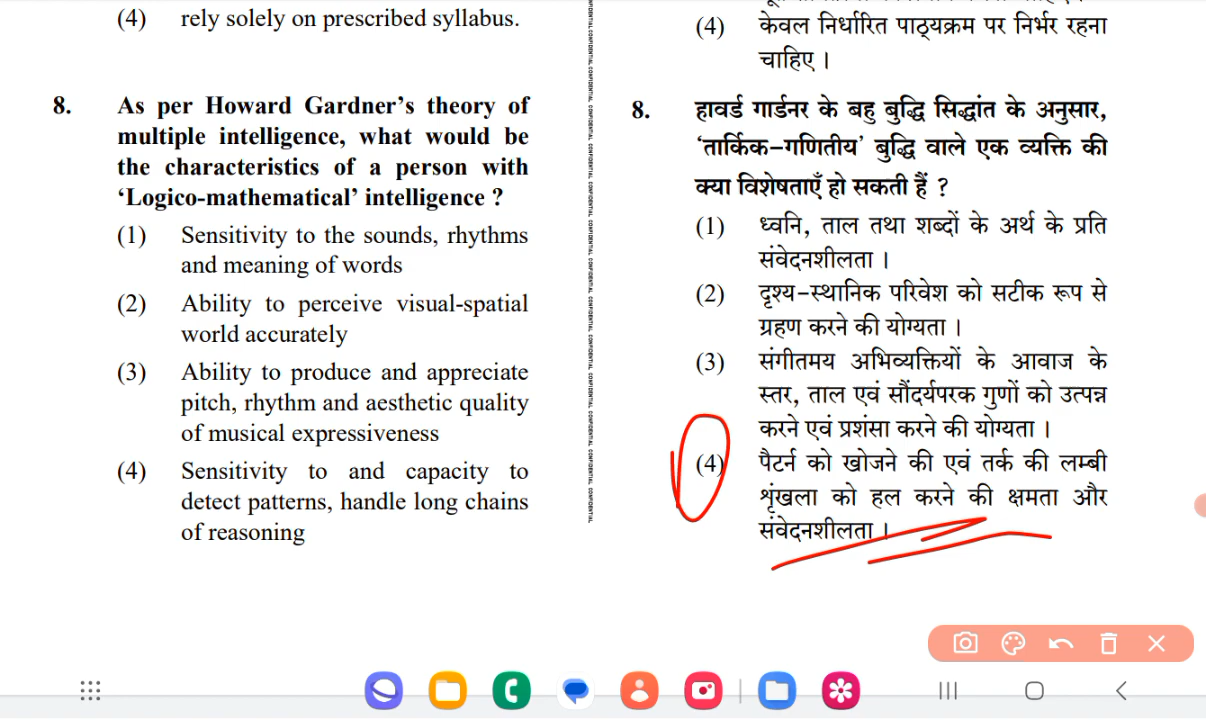 (4) rely solely on prescribed syllabus.
8. As per Howard Gardner's theory of
multiple intelligence, what would be
the characteristics of a person with
'Logico-mathematical' intelligence ?
(1) Sensitivity to the sounds, rhythms
and meaning of words
(2) Ability to perceive visual-spatial
world accurately
(3) Ability to produce and appreciate
pitch, rhythm and aesthetic quality
of musical expressiveness
(4) Sensitivity to and capacity to
detect patterns, handle long chains
of reasoning
(4) केवल निर्धारित पाठ्यक्रम पर निर्भर रहना
चाहिए ।
8. हावर्ड गार्डनर के बहु बुद्धि सिद्धांत के अनुसार,
'तार्किक-गणितीय' बुद्धि वाले एक व्यक्ति की
क्या विशेषताएँ हो सकती हैं ?
(1) ध्वनि, ताल तथा शब्दों के अर्थ के प्रति
संवेदनशीलता ।
(2) दृश्य-स्थानिक परिवेश को सटीक रूप से
ग्रहण करने की योग्यता ।
(3) संगीतमय अभिव्यक्तियों के आवाज के
स्तर, ताल एवं सौंदर्यपरक गुणों को उत्पन्न
करने एवं प्रशंसा करने की योग्यता ।
(4) पैटर्न को खोजने की एवं तर्क की लम्बी
शृंखला को हल करने की क्षमता और
संवेदनशीलता ।